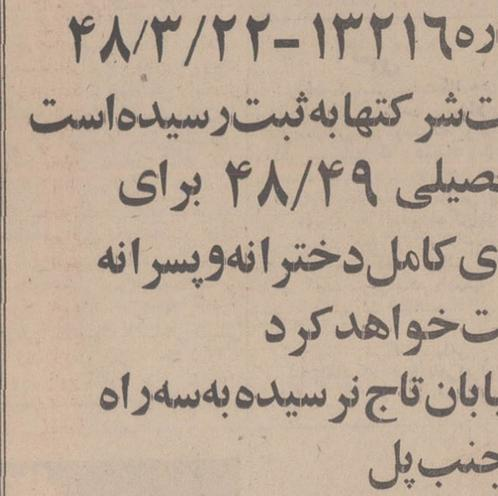 ره ۱۳۲۱۶-۴۸/۳/۲۲
ت شرکتها به ثبت رسیده است
صیلی ۴۸/۴۹ برای
ی کامل دخترانه و پسرانه
ت خواهد کرد
ابان تاج نرسیده به سه راه
جنب پل